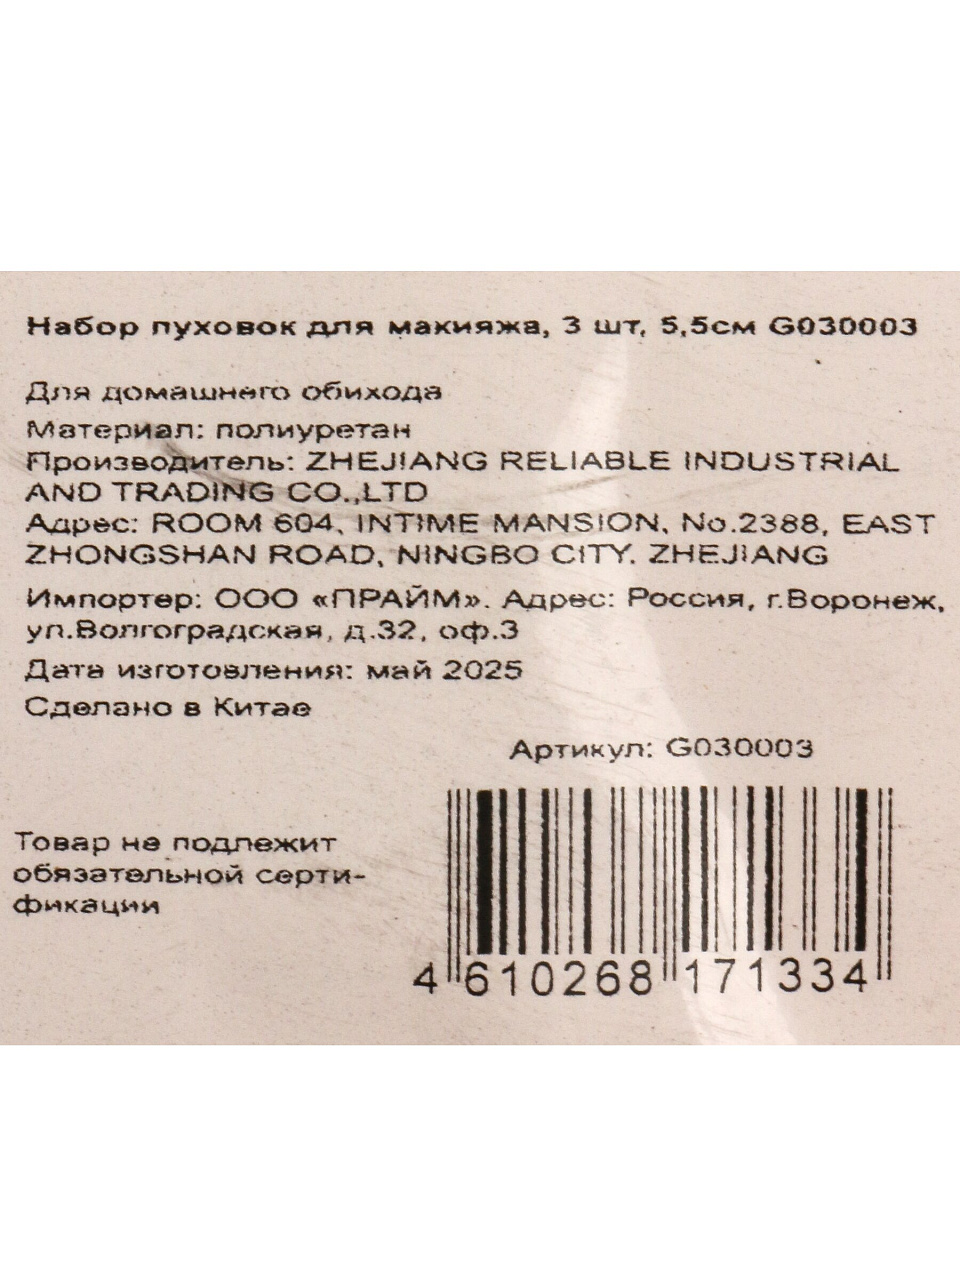 Набор пуховок для макияжа, 3 шт, 5,5см G030003
Для домашнего обихода
Материал: полиуретан
Производитель: ZHEJIANG RELIABLE INDUSTRIAL
AND TRADING CO.,LTD
Адрес: ROOM 604, INTIME MANSION, No.2388, EAST
ZHONGSHAN ROAD, NINGBO CITY. ZHEJIANG
Импортер: ООО «ПРАЙМ». Адрес: Россия, г.Воронеж,
ул.Волгоградская, д.32, оф.3
Дата изготовления: май 2025
Сделано в Китае
Артикул: G030003
Товар не подлежит
обязательной серти-
фикации
4 610268 171334